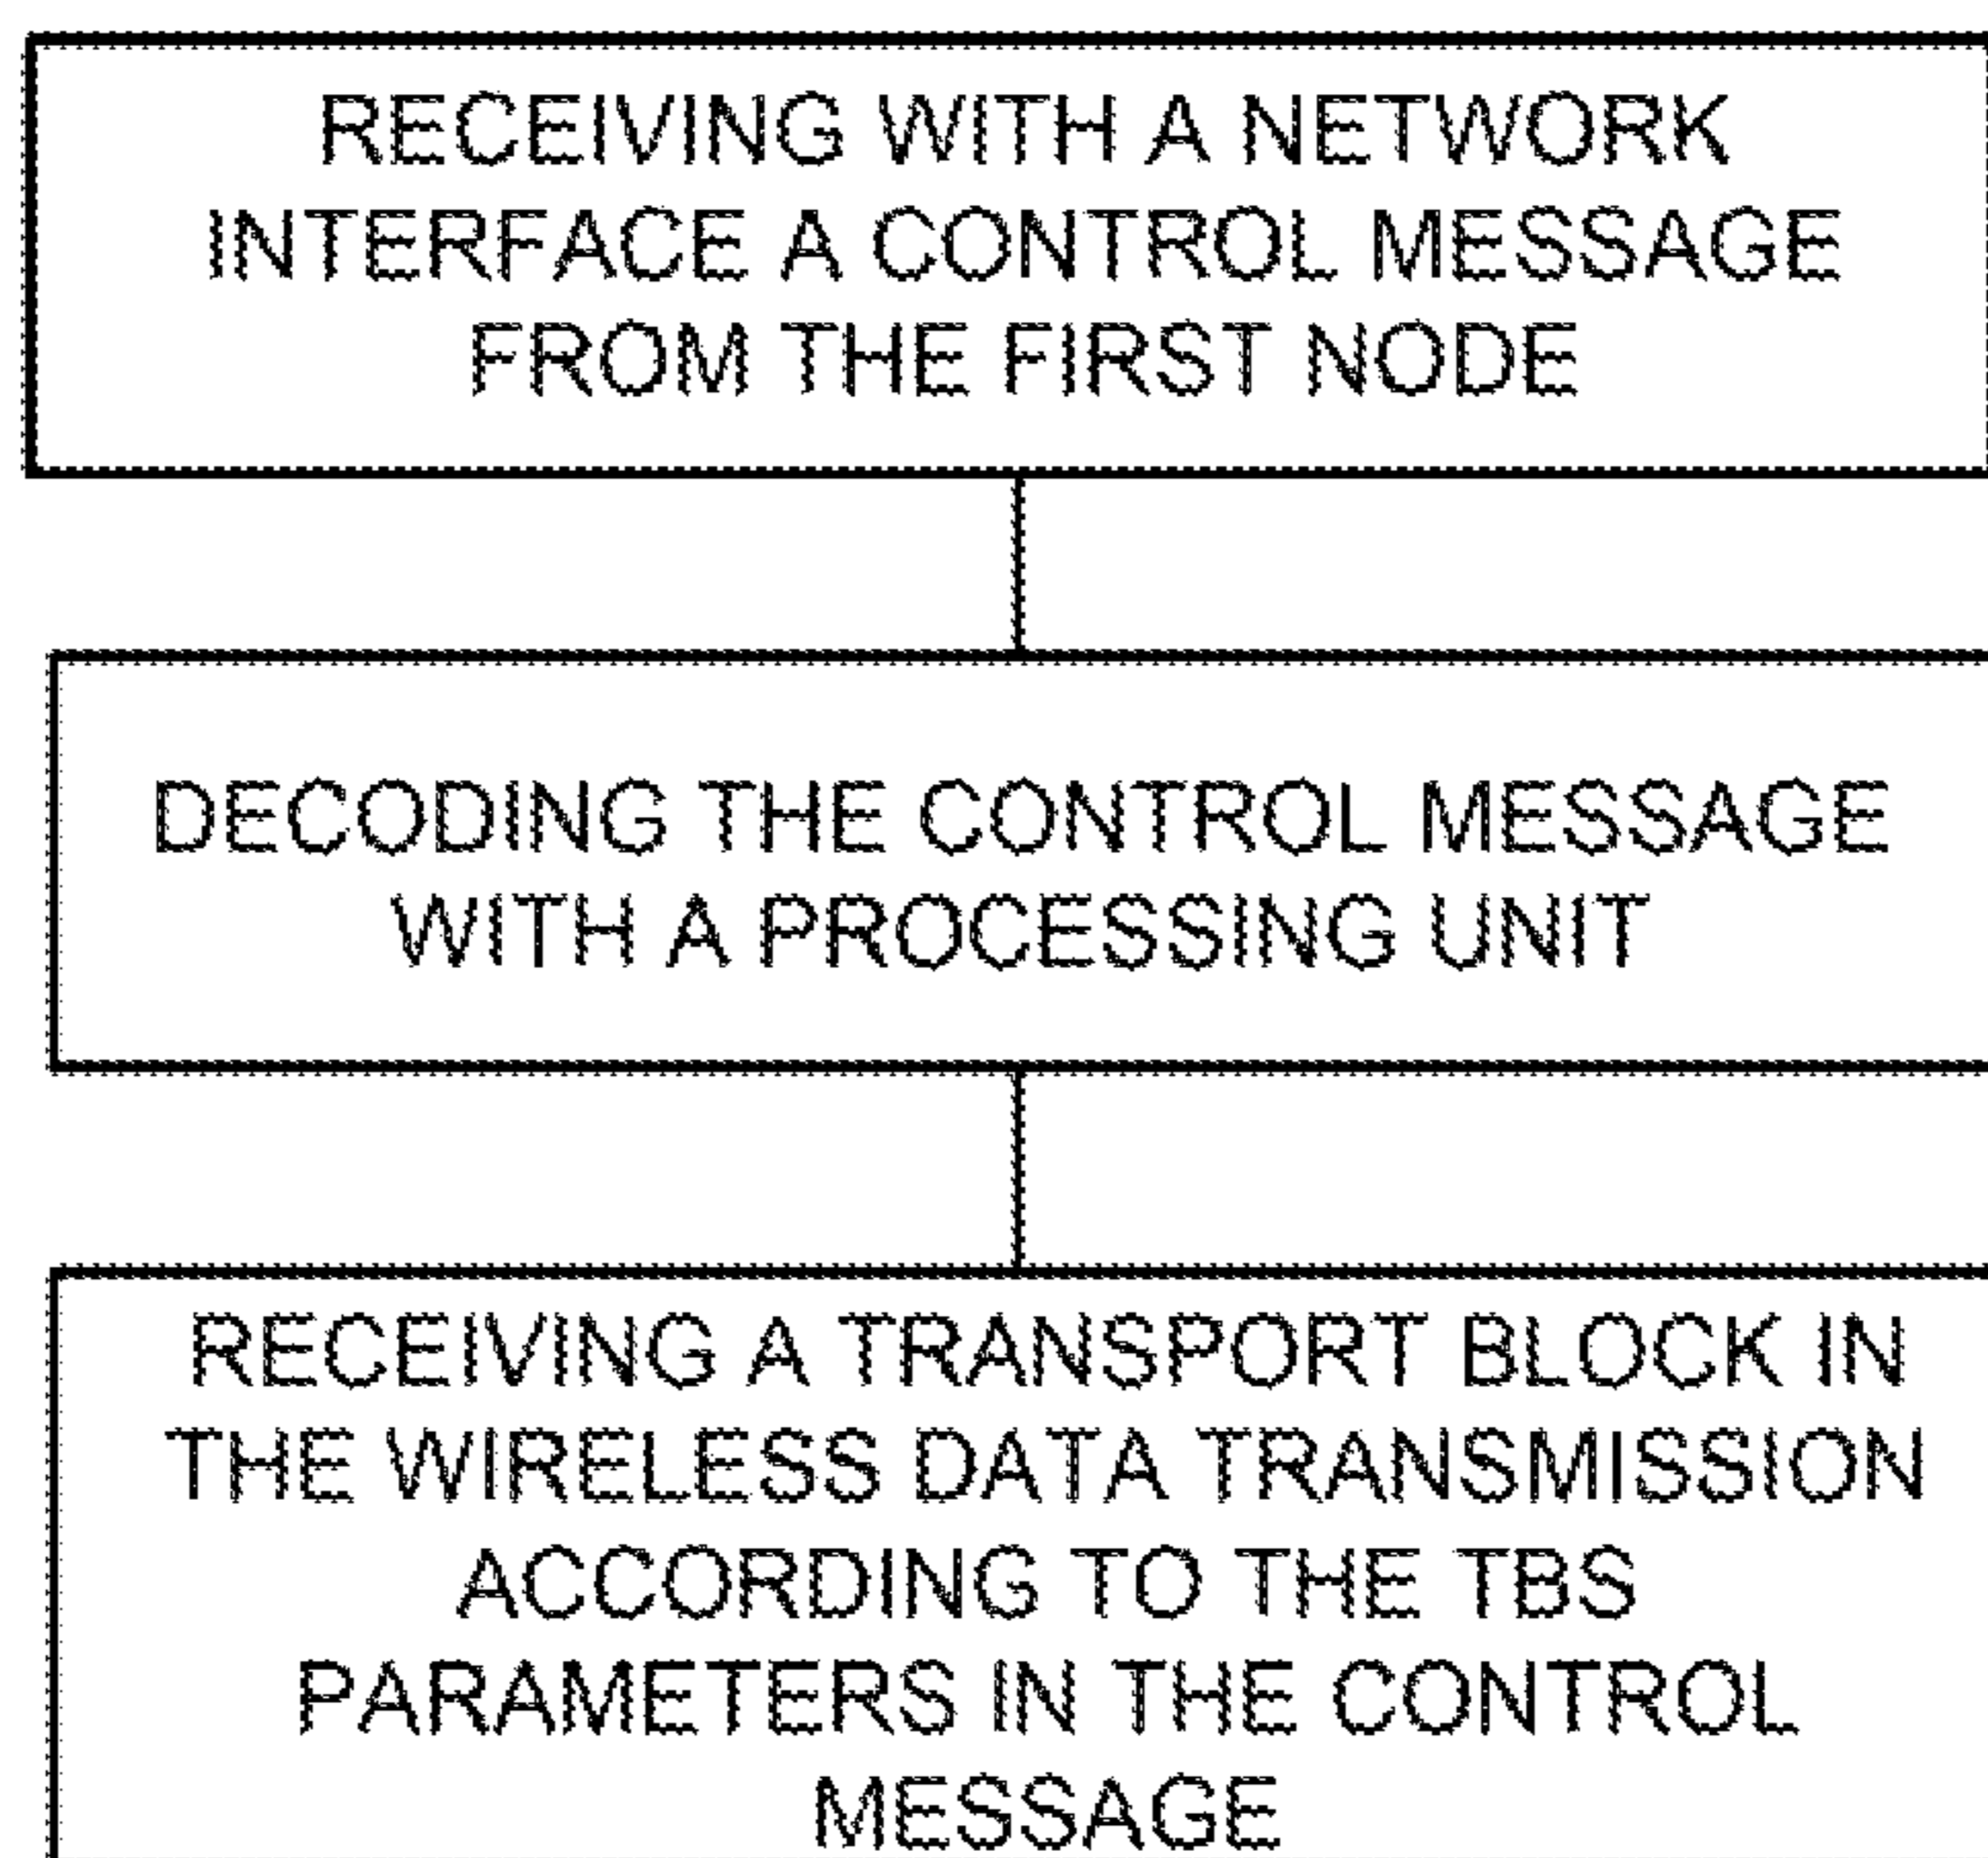 RECEIVING WITH A NETWORK
INTERFACE A CONTROL MESSAGE
FROM THE FIRST NODE
DECODING THE CONTROL MESSAGE
WITH A PROCESSING UNIT
RECEIVING A TRANSPORT BLOCK IN
THE WIRELESS DATA TRANSMISSION
ACCORDING TO THE TBS
PARAMETERS IN THE CONTROL
MESSAGE